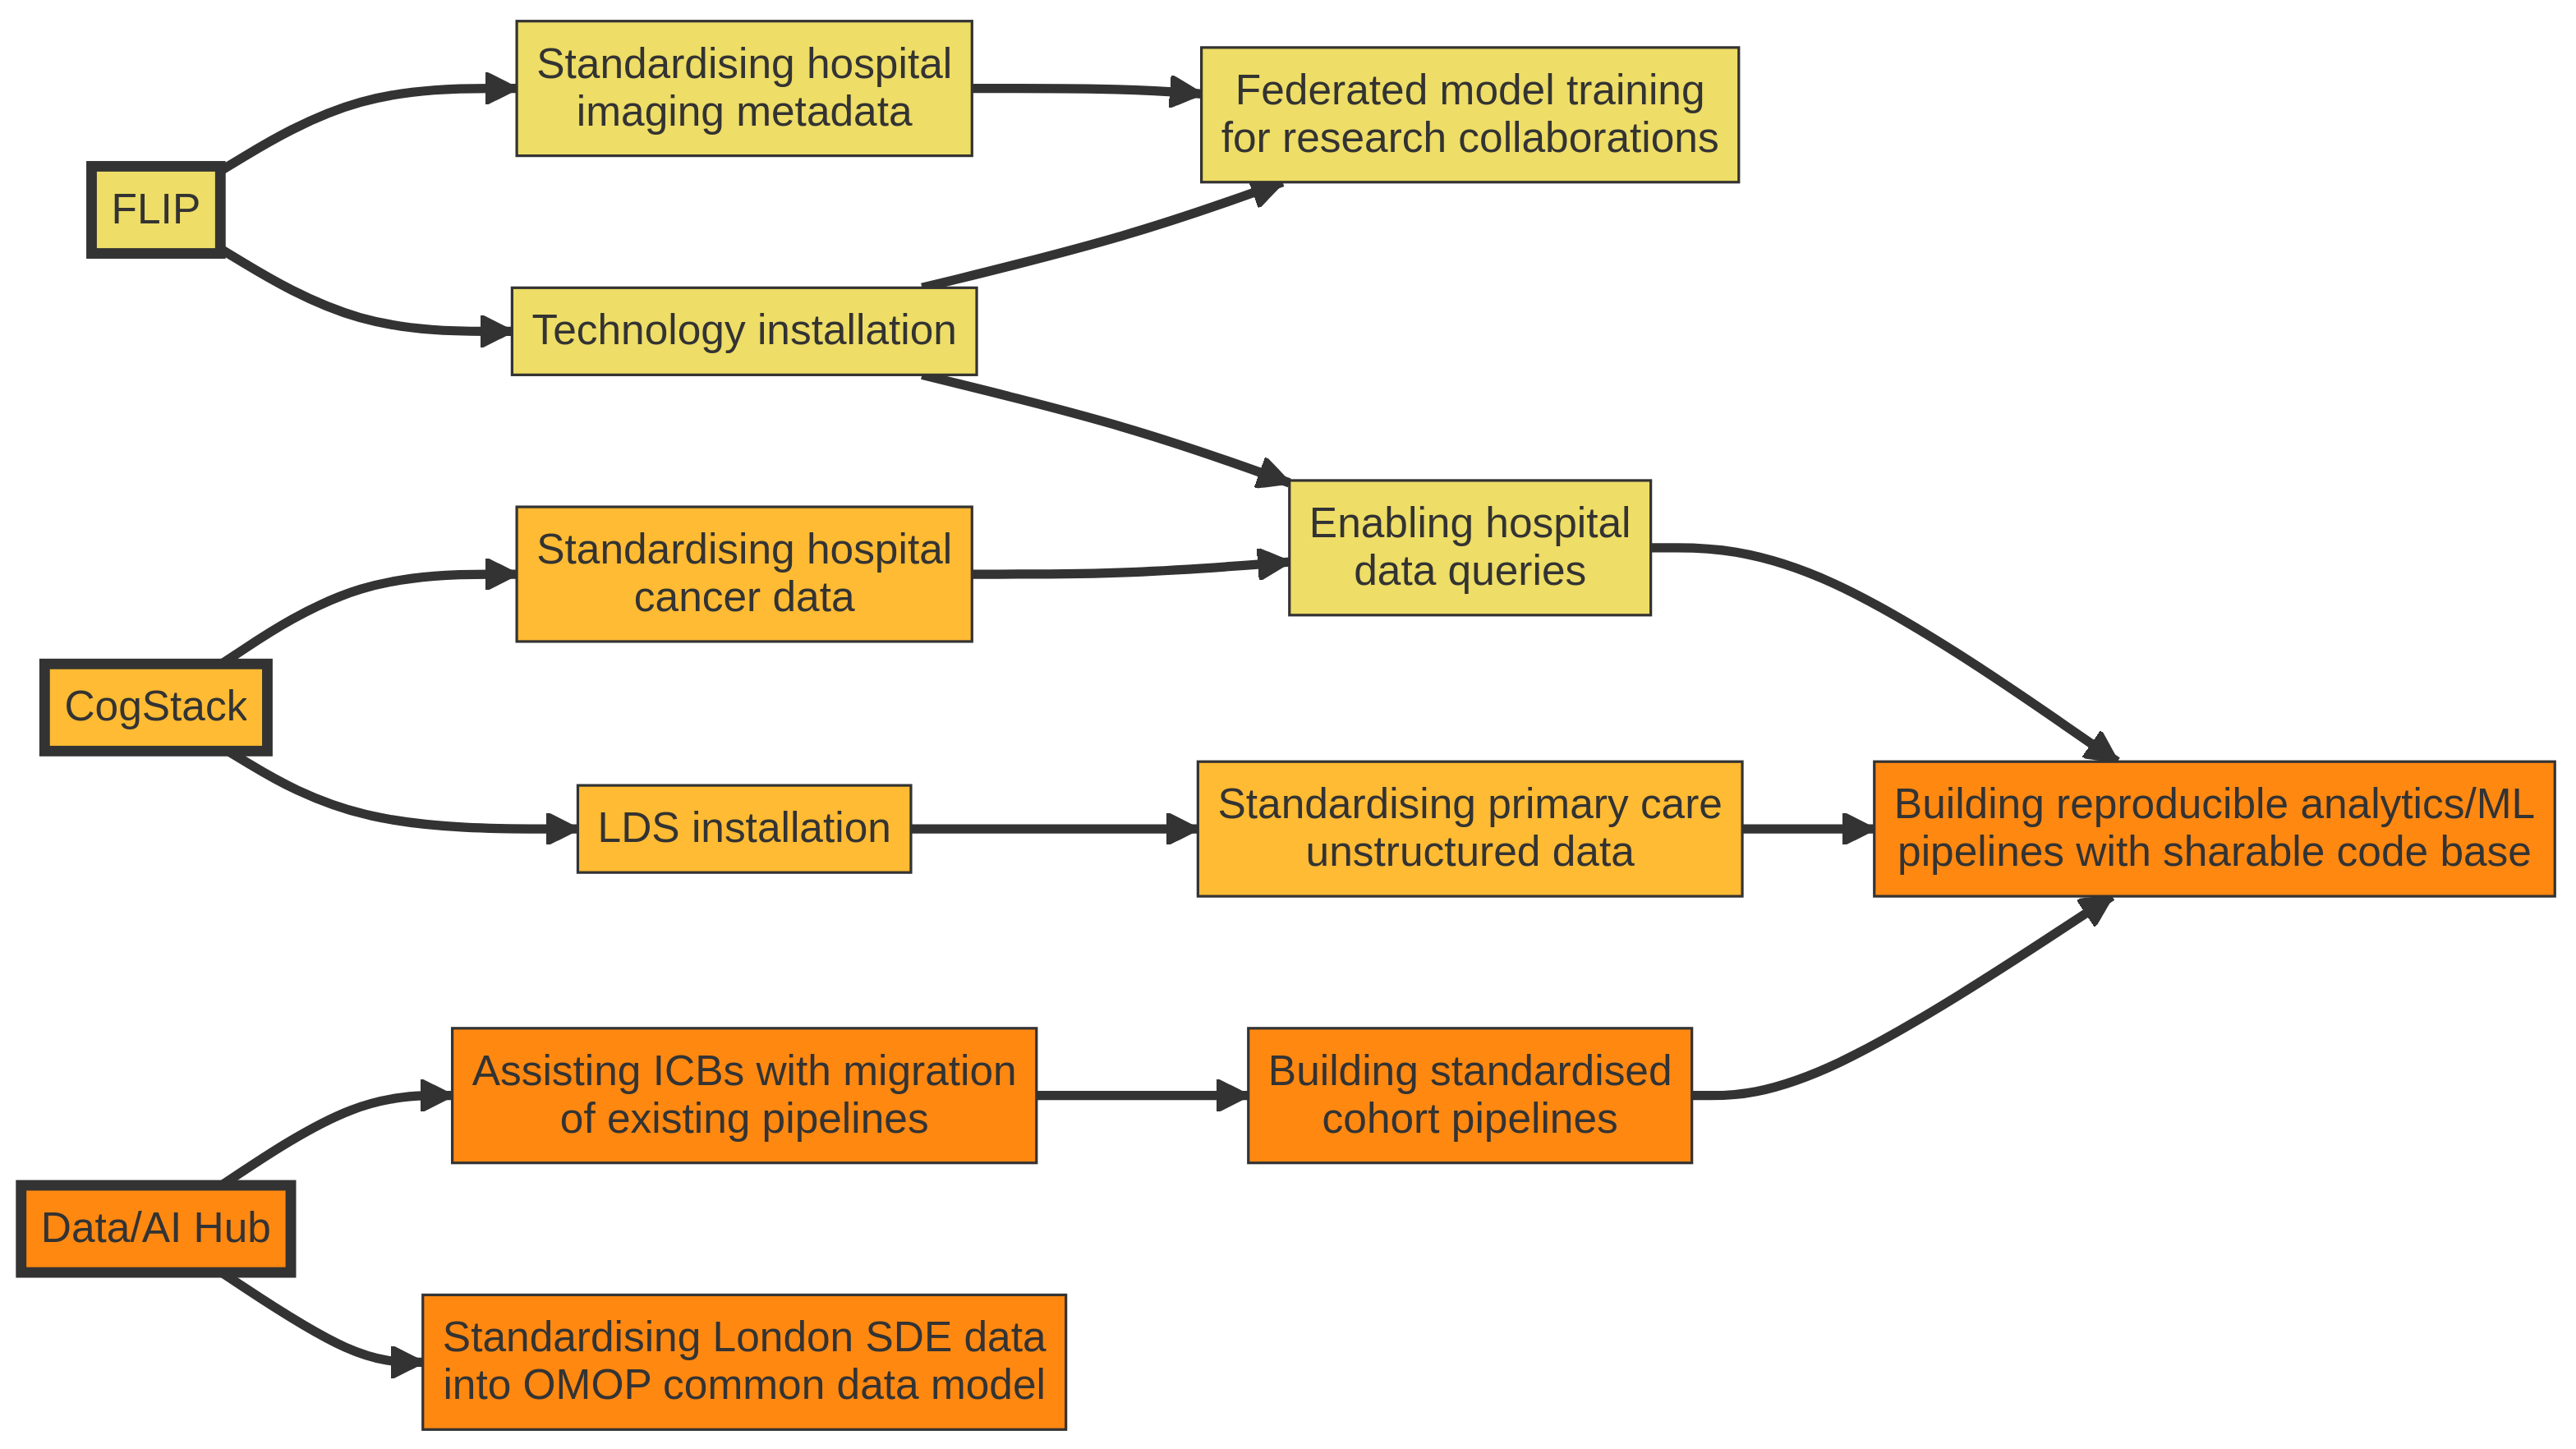 FLIP
Standardising hospital
imaging metadata
Federated model training
for research collaborations
Technology installation
Enabling hospital
data queries
CogStack
Standardising hospital
cancer data
LDS installation
Standardising primary care
unstructured data
Building reproducible analytics/ML
pipelines with sharable code base
Data/AI Hub
Assisting ICBs with migration
of existing pipelines
Building standardised
cohort pipelines
Standardising London SDE data
into OMOP common data model